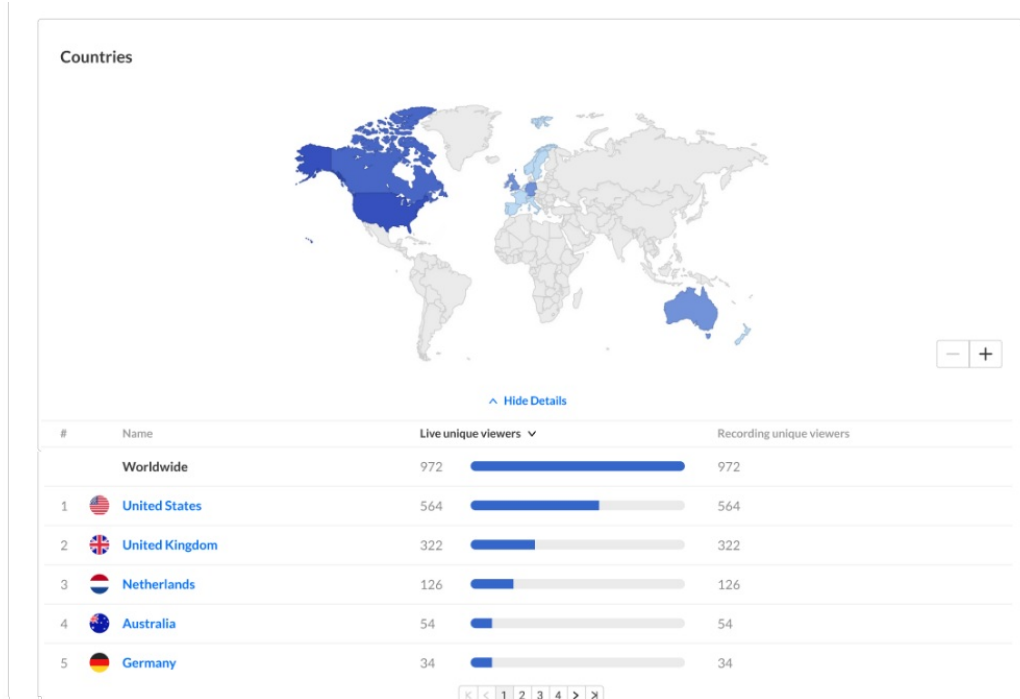 Countries
− +
Hide Details
# Name Live unique viewers Recording unique viewers
Worldwide 972 972
1 United States 564 564
2 United Kingdom 322 322
3 Netherlands 126 126
4 Australia 54 54
5 Germany 34 34
1 2 3 4